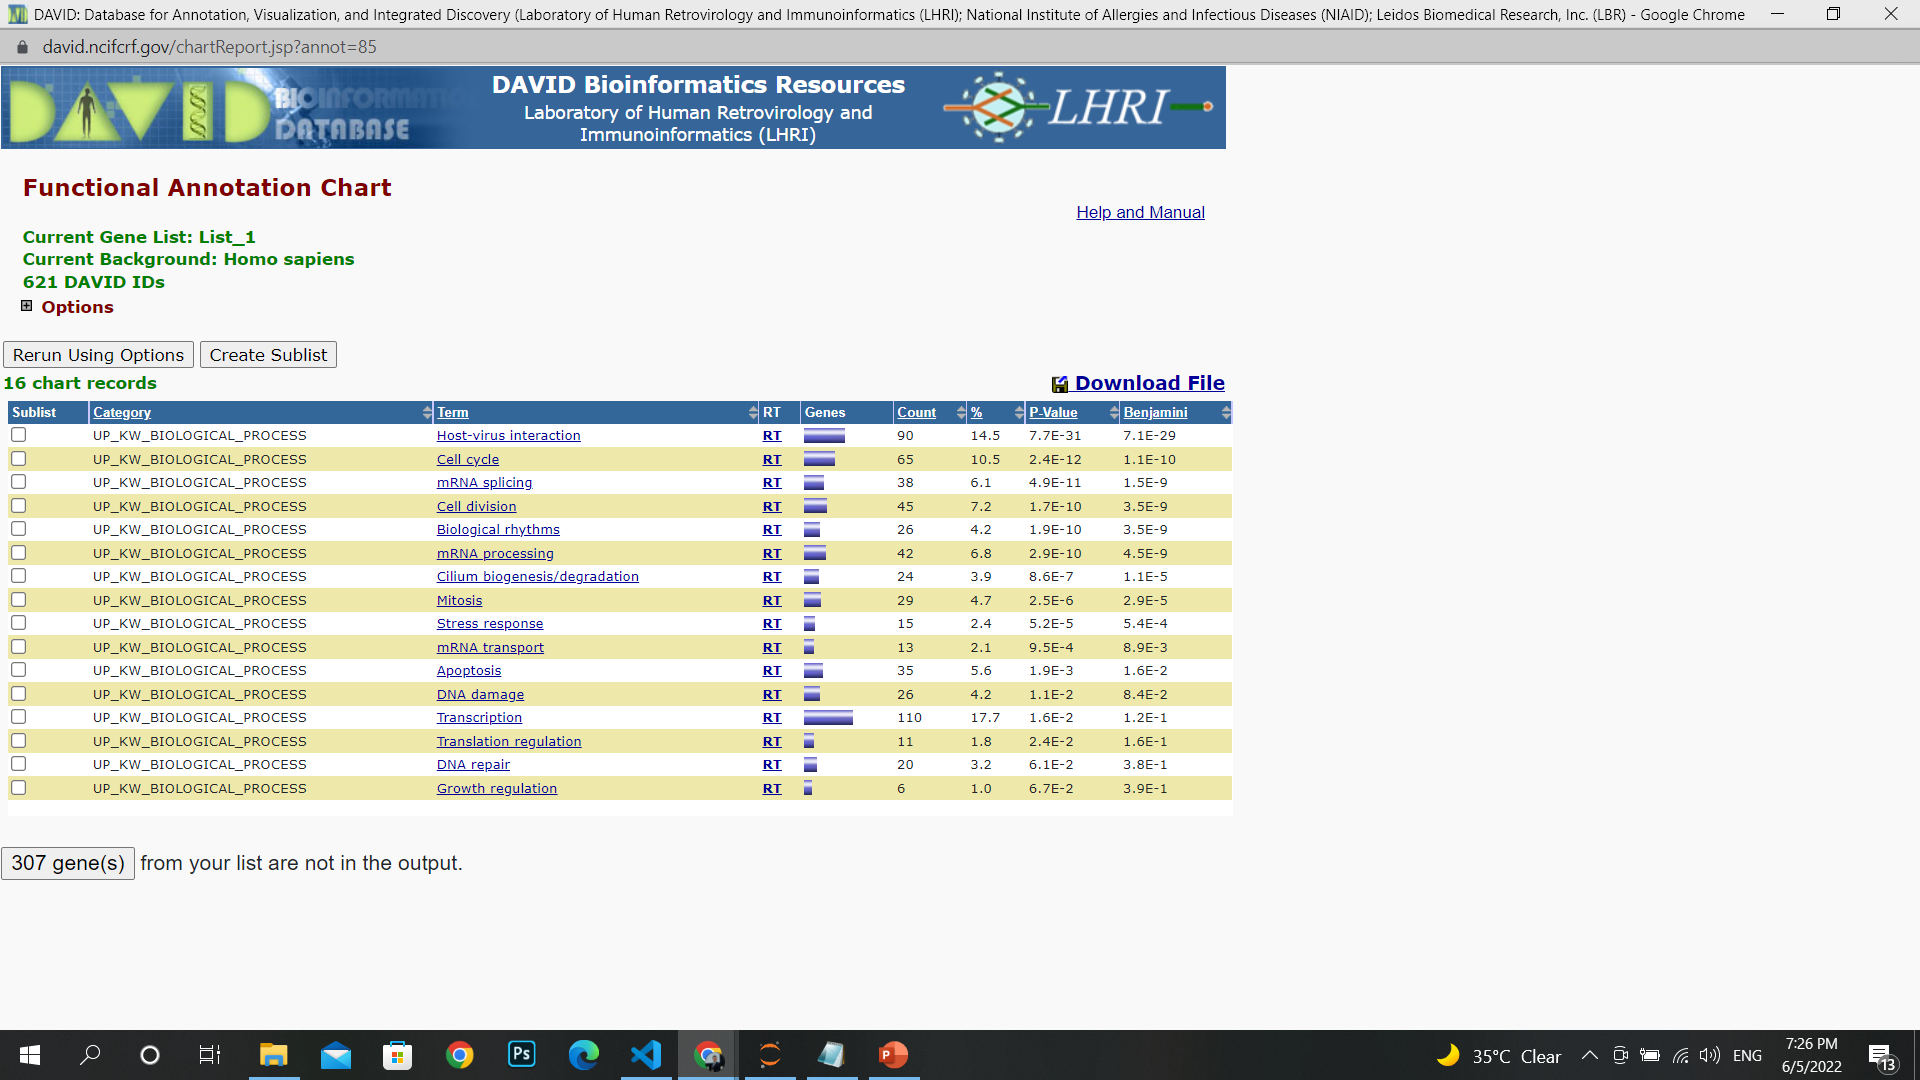 DAVID: Database for Annotation, Visualization, and Integrated Discovery (Laboratory of Human Retrovirology and Immunoinformatics (LHRI); National Institute of Allergies and Infectious Diseases (NIAID); Leidos Biomedical Research, Inc. (LBR) - Google Chrome
david.ncifcrf.gov/chartReport.jsp?annot=85
DAVID BIOINFORMATICS DATABASE
DAVID Bioinformatics Resources
Laboratory of Human Retrovirology and
Immunoinformatics (LHRI)
LHRI
Functional Annotation Chart
Help and Manual
Current Gene List: List_1
Current Background: Homo sapiens
621 DAVID IDs
Options
Rerun Using Options Create Sublist
16 chart records Download File
Sublist Category Term RT Genes Count % P-Value Benjamini
UP_KW_BIOLOGICAL_PROCESS Host-virus interaction RT 90 14.5 7.7E-31 7.1E-29
UP_KW_BIOLOGICAL_PROCESS Cell cycle RT 65 10.5 2.4E-12 1.1E-10
UP_KW_BIOLOGICAL_PROCESS mRNA splicing RT 38 6.1 4.9E-11 1.5E-9
UP_KW_BIOLOGICAL_PROCESS Cell division RT 45 7.2 1.7E-10 3.5E-9
UP_KW_BIOLOGICAL_PROCESS Biological rhythms RT 26 4.2 1.9E-10 3.5E-9
UP_KW_BIOLOGICAL_PROCESS mRNA processing RT 42 6.8 2.9E-10 4.5E-9
UP_KW_BIOLOGICAL_PROCESS Cilium biogenesis/degradation RT 24 3.9 8.6E-7 1.1E-5
UP_KW_BIOLOGICAL_PROCESS Mitosis RT 29 4.7 2.5E-6 2.9E-5
UP_KW_BIOLOGICAL_PROCESS Stress response RT 15 2.4 5.2E-5 5.4E-4
UP_KW_BIOLOGICAL_PROCESS mRNA transport RT 13 2.1 9.5E-4 8.9E-3
UP_KW_BIOLOGICAL_PROCESS Apoptosis RT 35 5.6 1.9E-3 1.6E-2
UP_KW_BIOLOGICAL_PROCESS DNA damage RT 26 4.2 1.1E-2 8.4E-2
UP_KW_BIOLOGICAL_PROCESS Transcription RT 110 17.7 1.6E-2 1.2E-1
UP_KW_BIOLOGICAL_PROCESS Translation regulation RT 11 1.8 2.4E-2 1.6E-1
UP_KW_BIOLOGICAL_PROCESS DNA repair RT 20 3.2 6.1E-2 3.8E-1
UP_KW_BIOLOGICAL_PROCESS Growth regulation RT 6 1.0 6.7E-2 3.9E-1
307 gene(s) from your list are not in the output.
Ps
P
35°C Clear
ENG
7:26 PM
6/5/2022
13